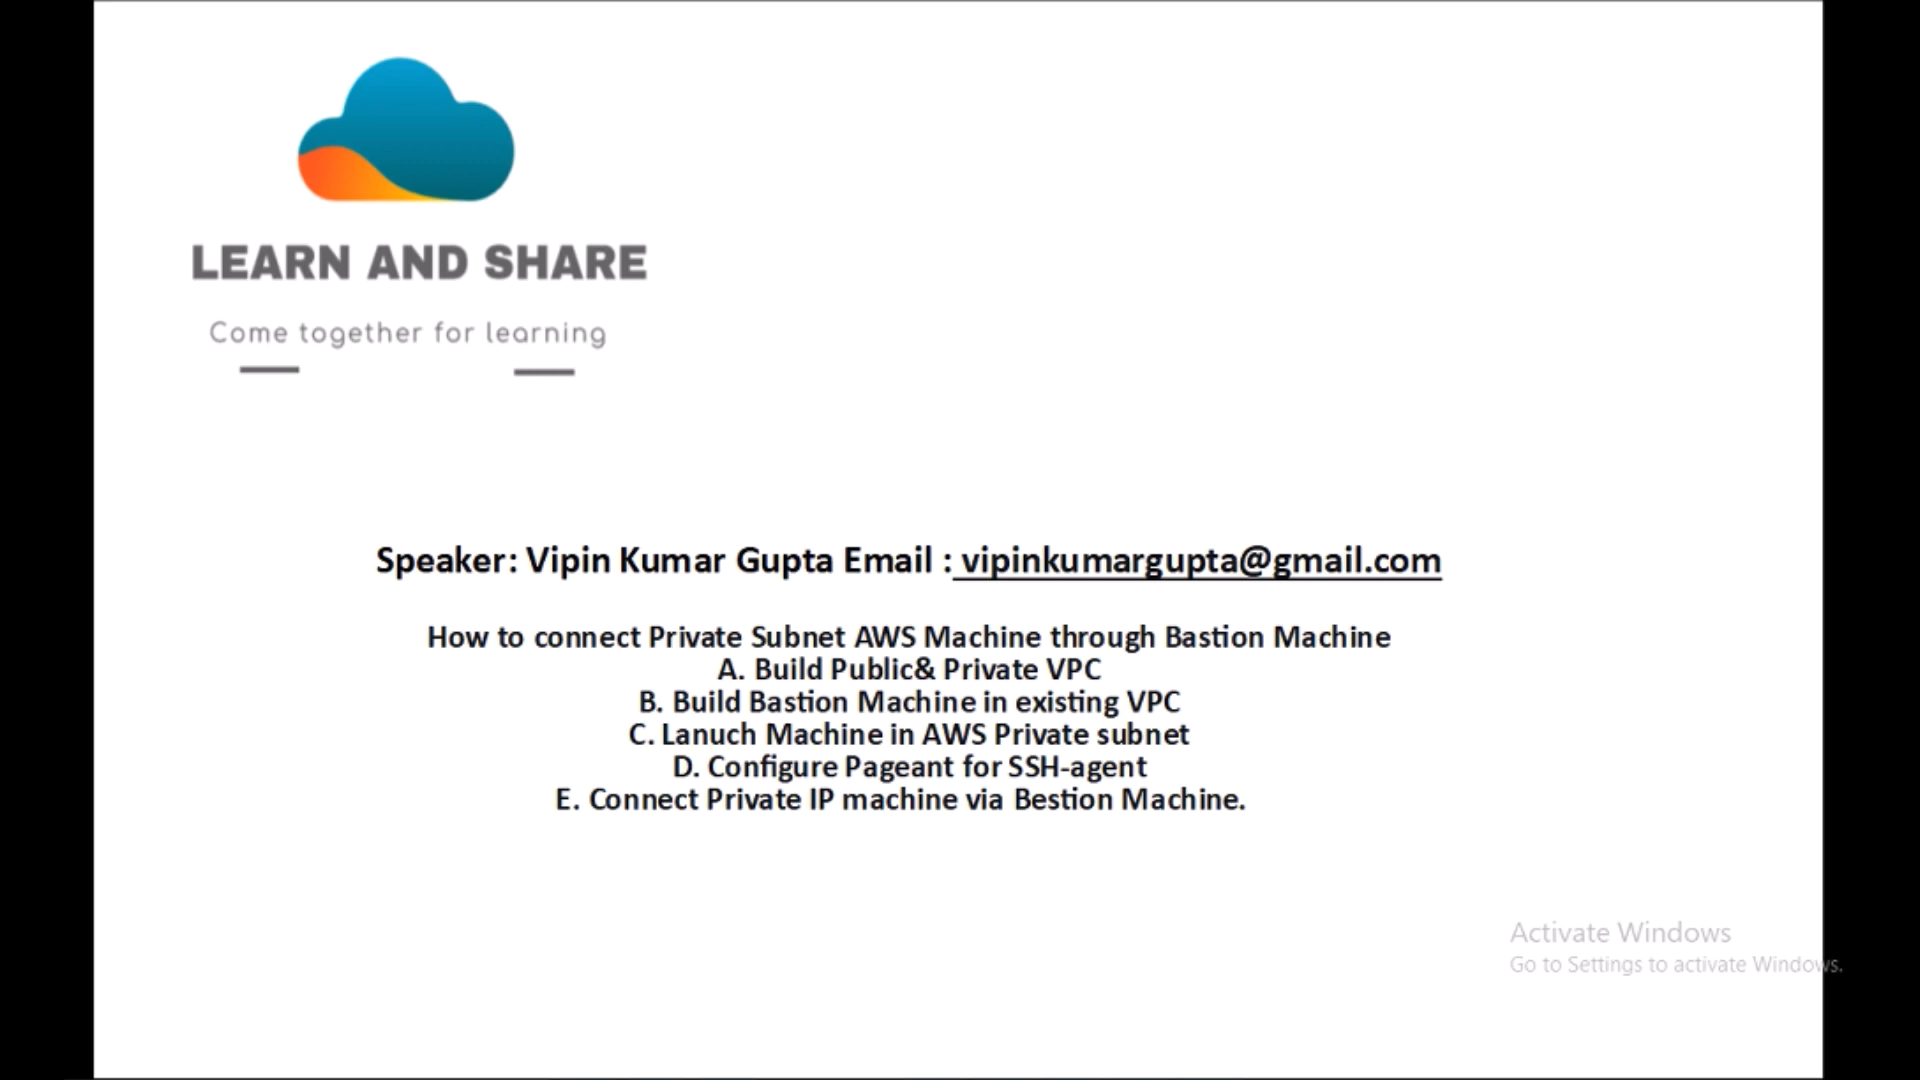 LEARN AND SHARE
Come together for learning
Speaker: Vipin Kumar Gupta Email : vipinkumargupta@gmail.com
How to connect Private Subnet AWS Machine through Bastion Machine
A. Build Public& Private VPC
B. Build Bastion Machine in existing VPC
C. Lanuch Machine in AWS Private subnet
D. Configure Pageant for SSH-agent
E. Connect Private IP machine via Bestion Machine.
Activate Windows
Go to Settings to activate Windows.